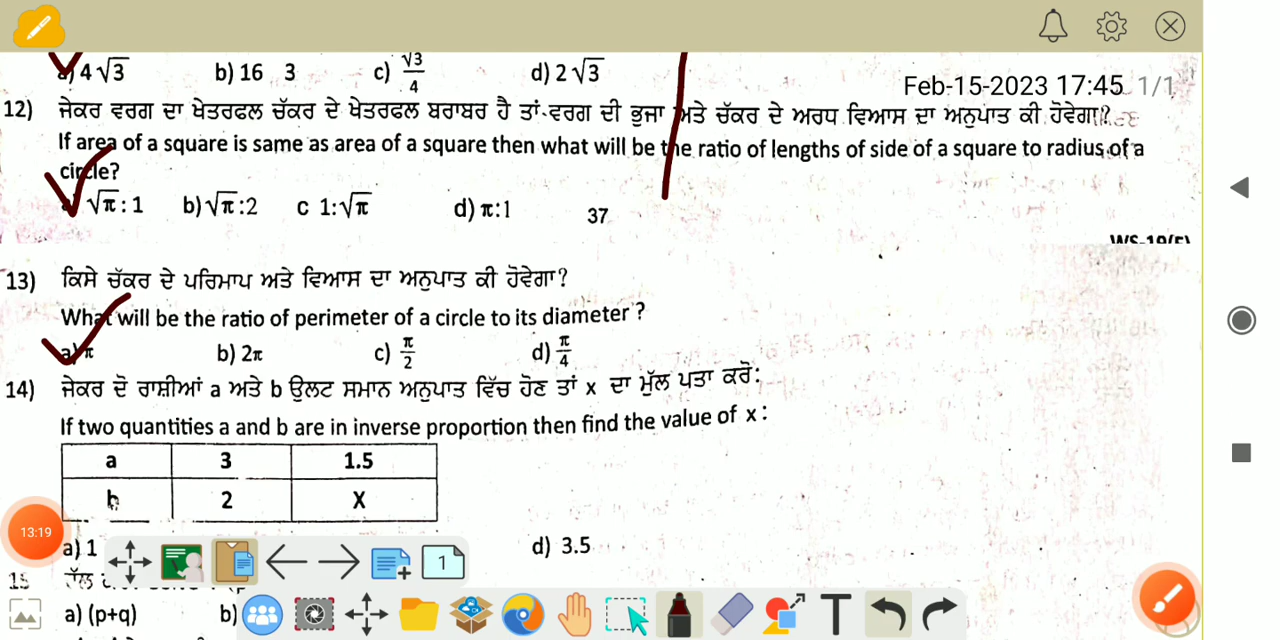 a) 4√3 b) 16 3 c) √3/4 d) 2√3
Feb-15-2023 17:45 1/1
12) ਜੇਕਰ ਵਰਗ ਦਾ ਖੇਤਰਫਲ ਚੱਕਰ ਦੇ ਖੇਤਰਫਲ ਬਰਾਬਰ ਹੈ ਤਾਂ ਵਰਗ ਦੀ ਭੁਜਾ ਅਤੇ ਚੱਕਰ ਦੇ ਅਰਧ ਵਿਆਸ ਦਾ ਅਨੁਪਾਤ ਕੀ ਹੋਵੇਗਾ?
If area of a square is same as area of a square then what will be the ratio of lengths of side of a square to radius of a
circle?
a) √π : 1 b) √π :2 c 1:√π d) π:1 37
WS-19(E)
13) ਕਿਸੇ ਚੱਕਰ ਦੇ ਪਰਿਮਾਪ ਅਤੇ ਵਿਆਸ ਦਾ ਅਨੁਪਾਤ ਕੀ ਹੋਵੇਗਾ?
What will be the ratio of perimeter of a circle to its diameter ?
a) π b) 2π c) π/2 d) π/4
14) ਜੇਕਰ ਦੋ ਰਾਸ਼ੀਆਂ a ਅਤੇ b ਉਲਟ ਸਮਾਨ ਅਨੁਪਾਤ ਵਿੱਚ ਹੋਣ ਤਾਂ x ਦਾ ਮੁੱਲ ਪਤਾ ਕਰੋ:
If two quantities a and b are in inverse proportion then find the value of x :
a 3 1.5
b 2 X
13:19
a) 1 d) 3.5
1
15 ਹੱਲ
a) (p+q) b)
T